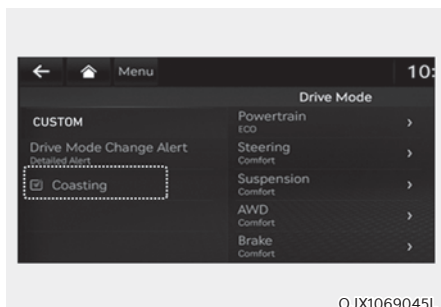 Menu
10:
Drive Mode
CUSTOM
Drive Mode Change Alert
Detailed Alert
Coasting
Powertrain
ECO
Steering
Comfort
Suspension
Comfort
AWD
Comfort
Brake
Comfort
OJX1069045L